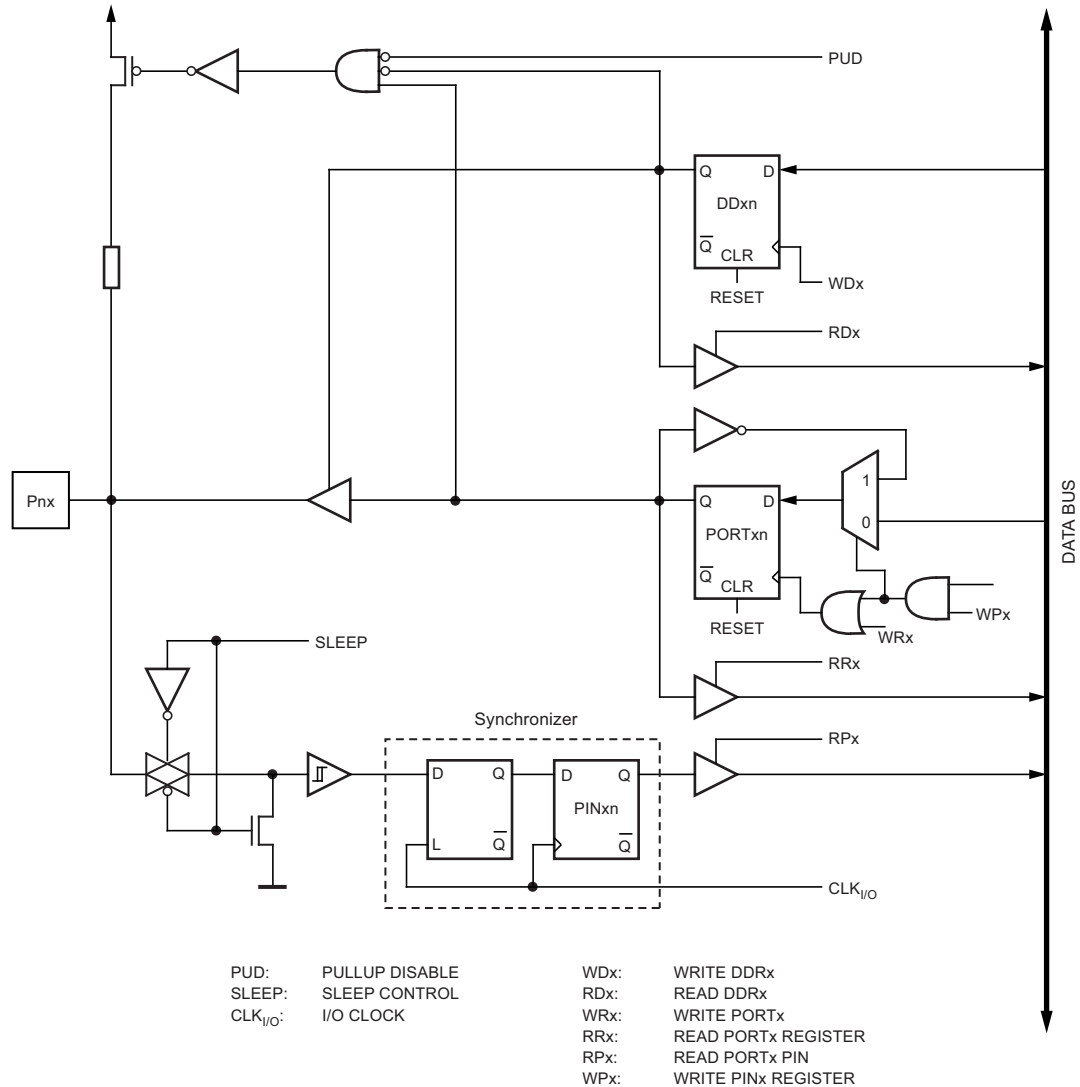 PUD
Q D
DDxn
Q CLR
WDx
RESET
RDx
1
Pnx
Q D
0
PORTxn
DATA BUS
Q CLR
RESET
WRx
WPx
SLEEP
RRx
Synchronizer
RPx
D Q D Q
PINxn
L Q Q
CLKI/O
PUD: PULLUP DISABLE
SLEEP: SLEEP CONTROL
CLKI/O: I/O CLOCK
WDx: WRITE DDRx
RDx: READ DDRx
WRx: WRITE PORTx
RRx: READ PORTx REGISTER
RPx: READ PORTx PIN
WPx: WRITE PINx REGISTER